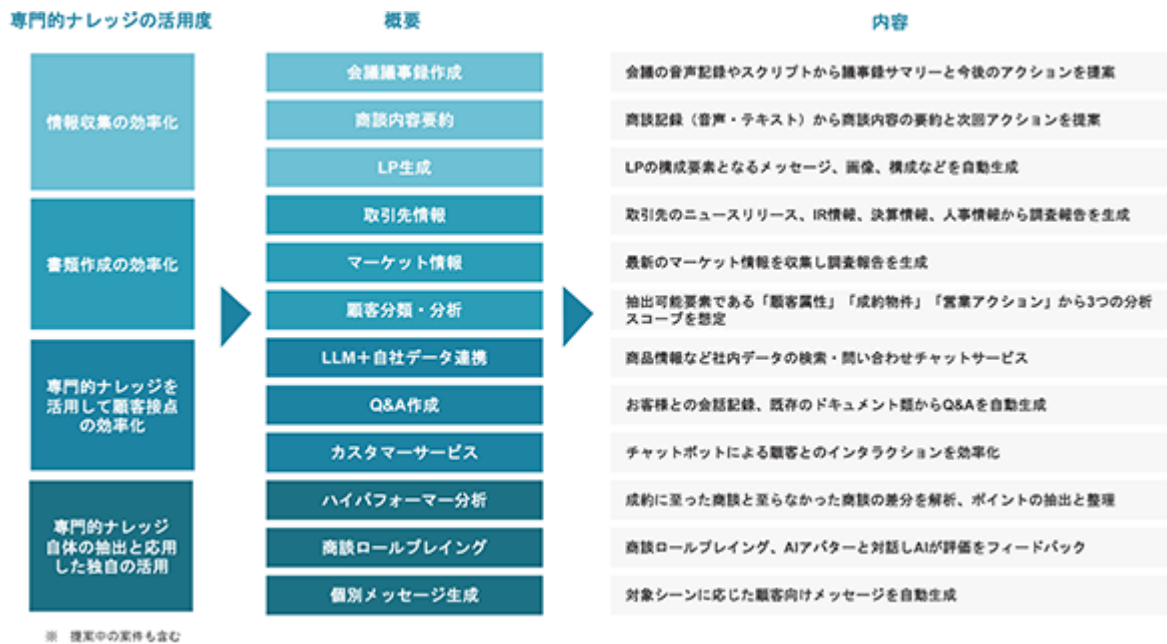 専門的ナレッジの活用度
概要
内容
情報収集の効率化
会議議事録作成
会議の音声記録やスクリプトから議事録サマリーと今後のアクションを提案
商談内容要約
商談記録（音声・テキスト）から商談内容の要約と次回アクションを提案
LP生成
LPの構成要素となるメッセージ、画像、構成などを自動生成
書類作成の効率化
取引先情報
取引先のニュースリリース、IR情報、決算情報、人事情報から調査報告を生成
マーケット情報
最新のマーケット情報を収集し調査報告を生成
顧客分類・分析
抽出可能要素である「顧客属性」「成約物件」「営業アクション」から3つの分析
スコープを想定
専門的ナレッジを
活用して顧客接点
の効率化
LLM＋自社データ連携
商品情報など社内データの検索・問い合わせチャットサービス
Q&A作成
お客様との会話記録、既存のドキュメント類からQ&Aを自動生成
カスタマーサービス
チャットボットによる顧客とのインタラクションを効率化
専門的ナレッジ
自体の抽出と応用
した独自の活用
ハイパフォーマー分析
成約に至った商談と至らなかった商談の差分を解析、ポイントの抽出と整理
商談ロールプレイング
商談ロールプレイング、AIアバターと対話しAIが評価をフィードバック
個別メッセージ生成
対象シーンに応じた顧客向けメッセージを自動生成
※ 提案中の案件も含む